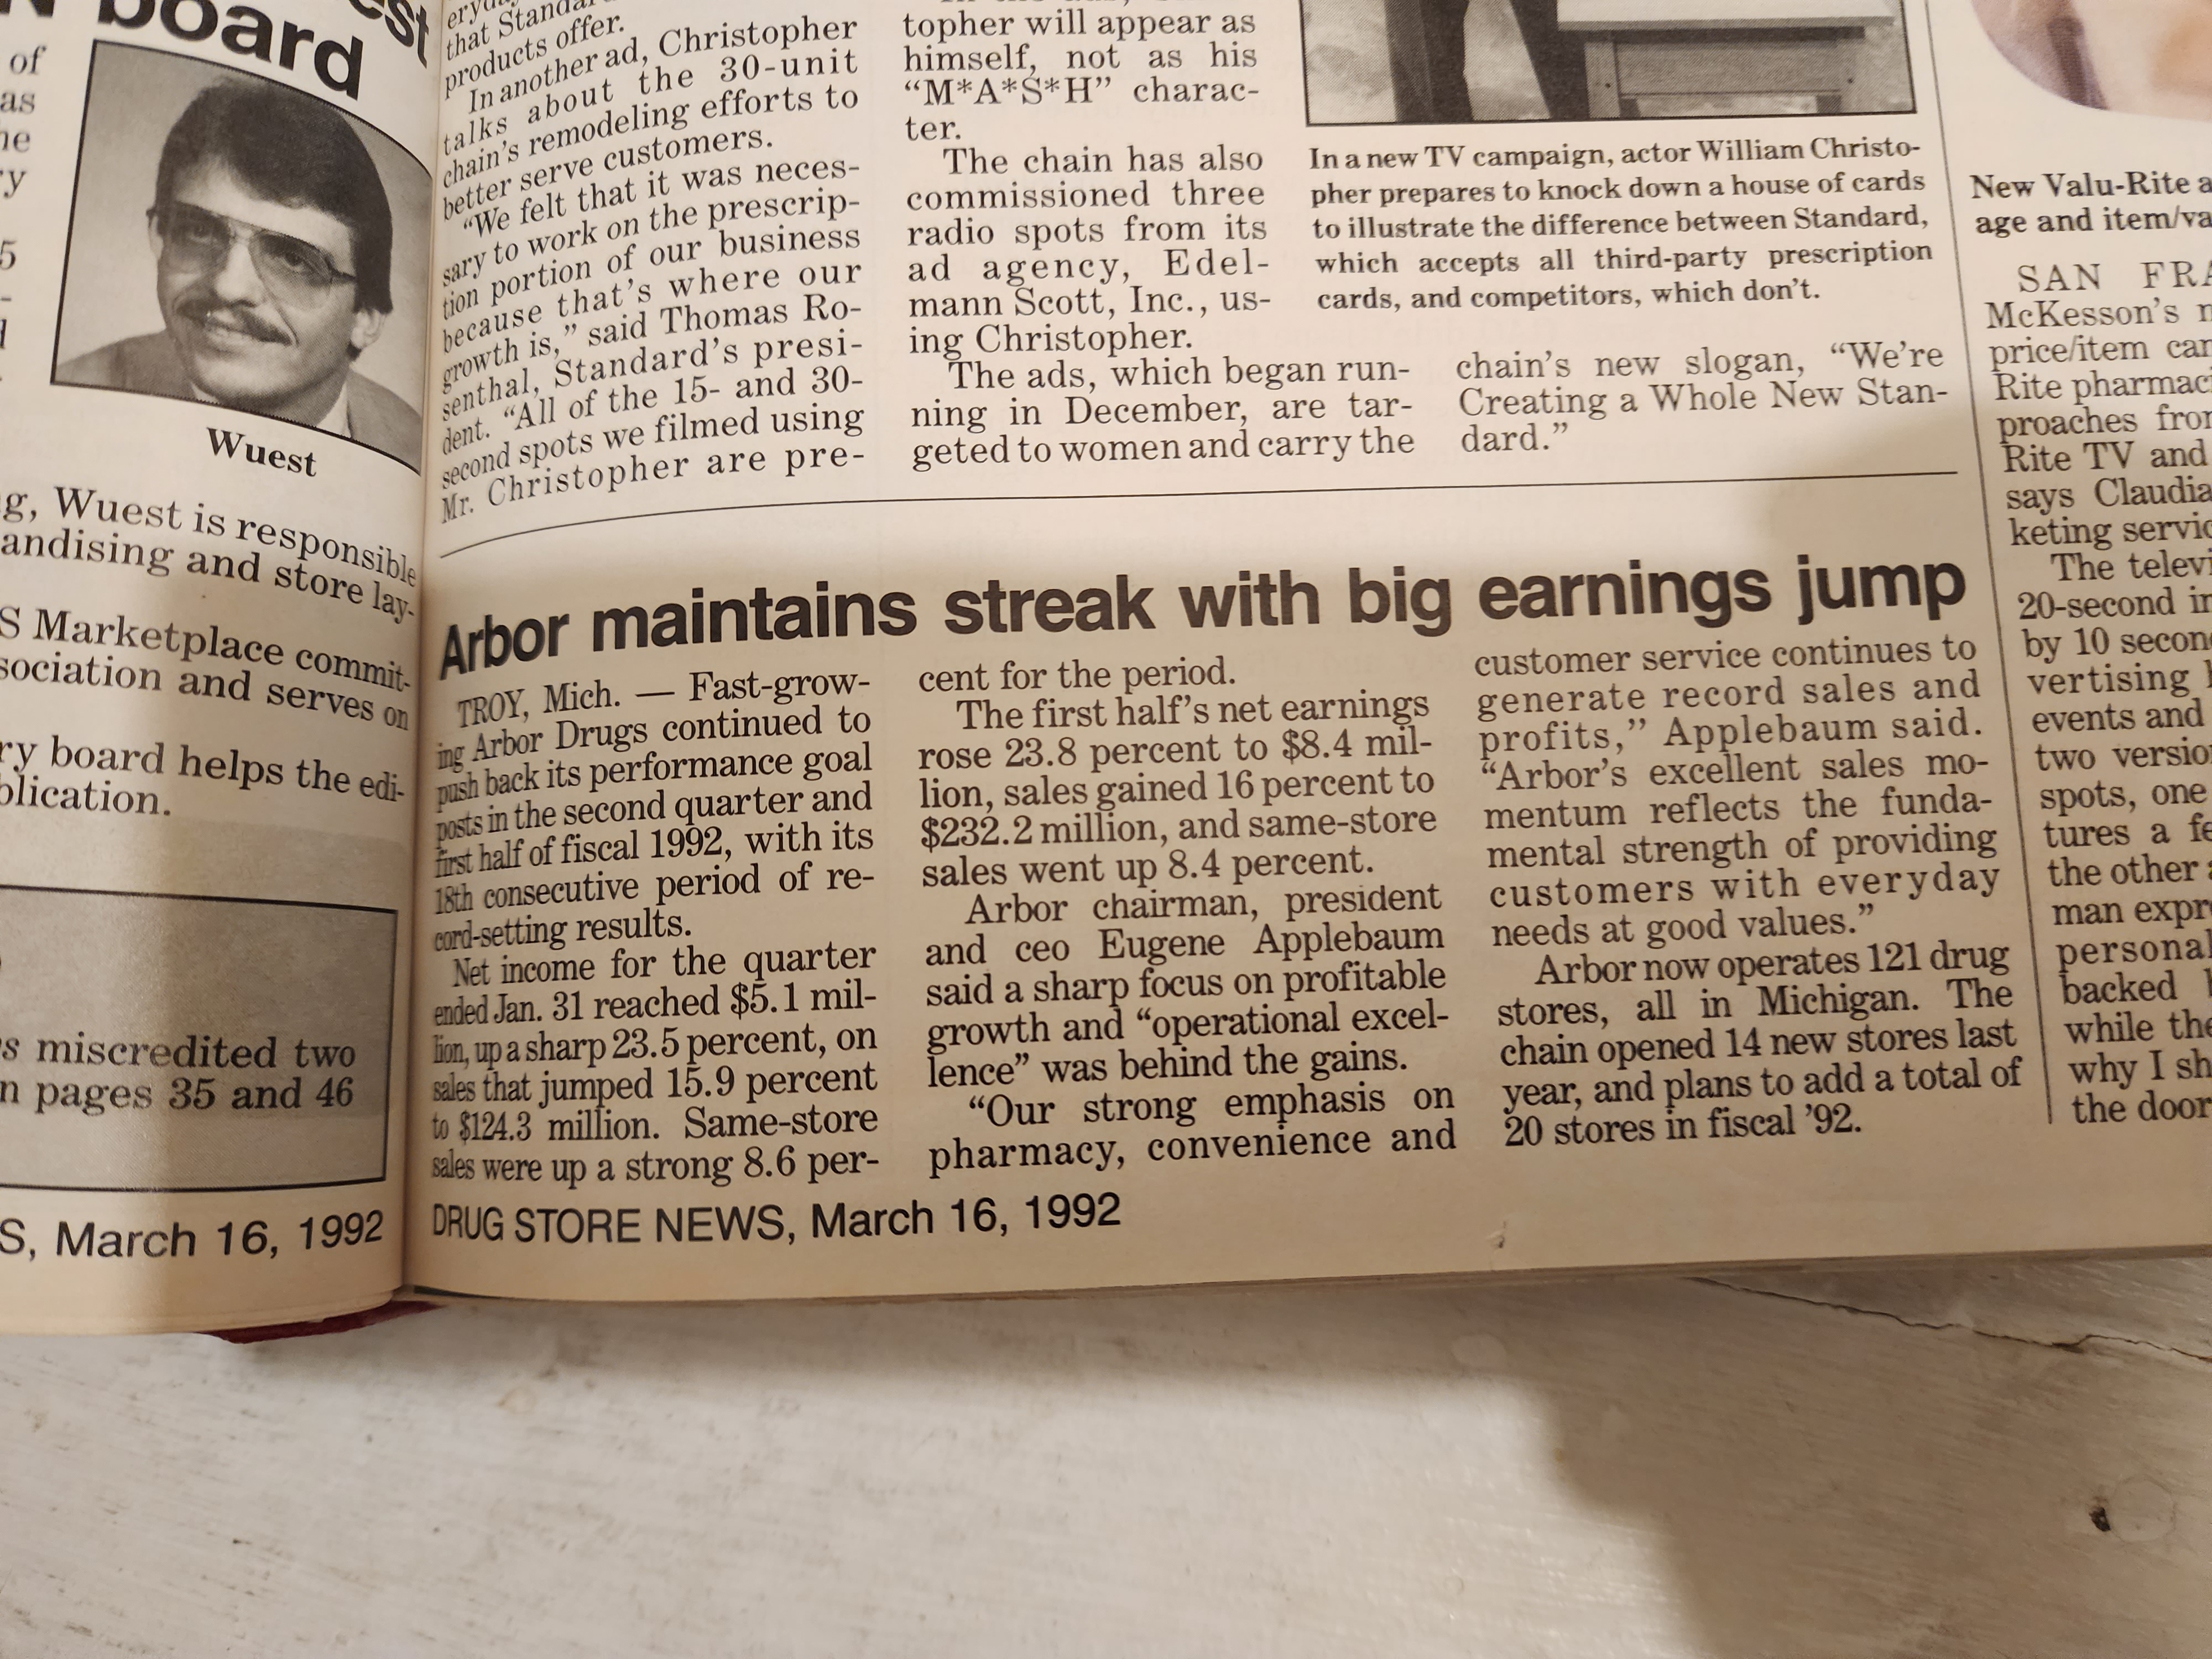 board
of
as
ry
5
Wuest
g, Wuest is responsible
andising and store lay-
S Marketplace commit-
sociation and serves on
ry board helps the edi-
blication.
s miscredited two
n pages 35 and 46
S, March 16, 1992
that Standard
products offer.
In another ad, Christopher
talks about the 30-unit
chain's remodeling efforts to
better serve customers.
“We felt that it was neces-
sary to work on the prescrip-
tion portion of our business
because that's where our
growth is,” said Thomas Ro-
senthal, Standard's presi-
dent. “All of the 15- and 30-
second spots we filmed using
Mr. Christopher are pre-
topher will appear as
himself, not as his
“M*A*S*H” charac-
ter.
The chain has also
commissioned three
radio spots from its
ad agency, Edel-
mann Scott, Inc., us-
ing Christopher.
The ads, which began run-
ning in December, are tar-
geted to women and carry the
In a new TV campaign, actor William Christo-
pher prepares to knock down a house of cards
to illustrate the difference between Standard,
which accepts all third-party prescription
cards, and competitors, which don't.
chain's new slogan, “We're
Creating a Whole New Stan-
dard.”
Arbor maintains streak with big earnings jump
TROY, Mich. — Fast-grow-
ing Arbor Drugs continued to
push back its performance goal
posts in the second quarter and
first half of fiscal 1992, with its
18th consecutive period of re-
cord-setting results.
Net income for the quarter
ended Jan. 31 reached $5.1 mil-
lion, up a sharp 23.5 percent, on
sales that jumped 15.9 percent
to $124.3 million. Same-store
sales were up a strong 8.6 per-
cent for the period.
The first half's net earnings
rose 23.8 percent to $8.4 mil-
lion, sales gained 16 percent to
$232.2 million, and same-store
sales went up 8.4 percent.
Arbor chairman, president
and ceo Eugene Applebaum
said a sharp focus on profitable
growth and “operational excel-
lence” was behind the gains.
“Our strong emphasis on
pharmacy, convenience and
customer service continues to
generate record sales and
profits,” Applebaum said.
“Arbor's excellent sales mo-
mentum reflects the funda-
mental strength of providing
customers with everyday
needs at good values.”
Arbor now operates 121 drug
stores, all in Michigan. The
chain opened 14 new stores last
year, and plans to add a total of
20 stores in fiscal '92.
DRUG STORE NEWS, March 16, 1992
New Valu-Rite a
age and item/va
SAN FRA
McKesson's
price/item
Rite pharmaci
proaches
Rite TV and
says Claudia
keting servic
The televi
20-second
by 10 second
vertising
events and
two versio
spots, one
tures a fe
the other a
man expr
personal
backed
while the
why I sh
the door